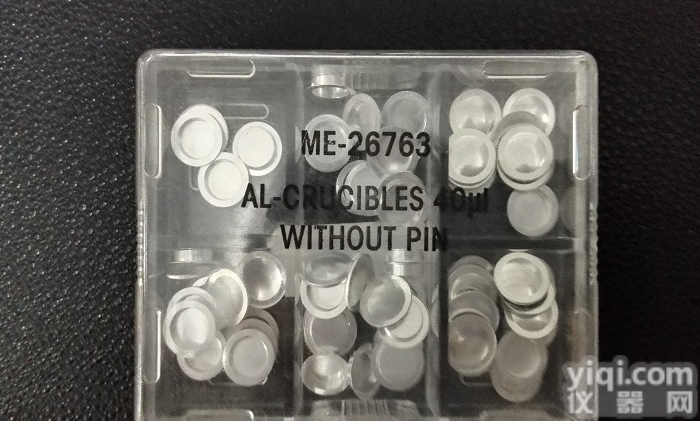 ME-26763
AL-CRUCIBLES 40µl
WITHOUT PIN
yiqi.com
仪器网